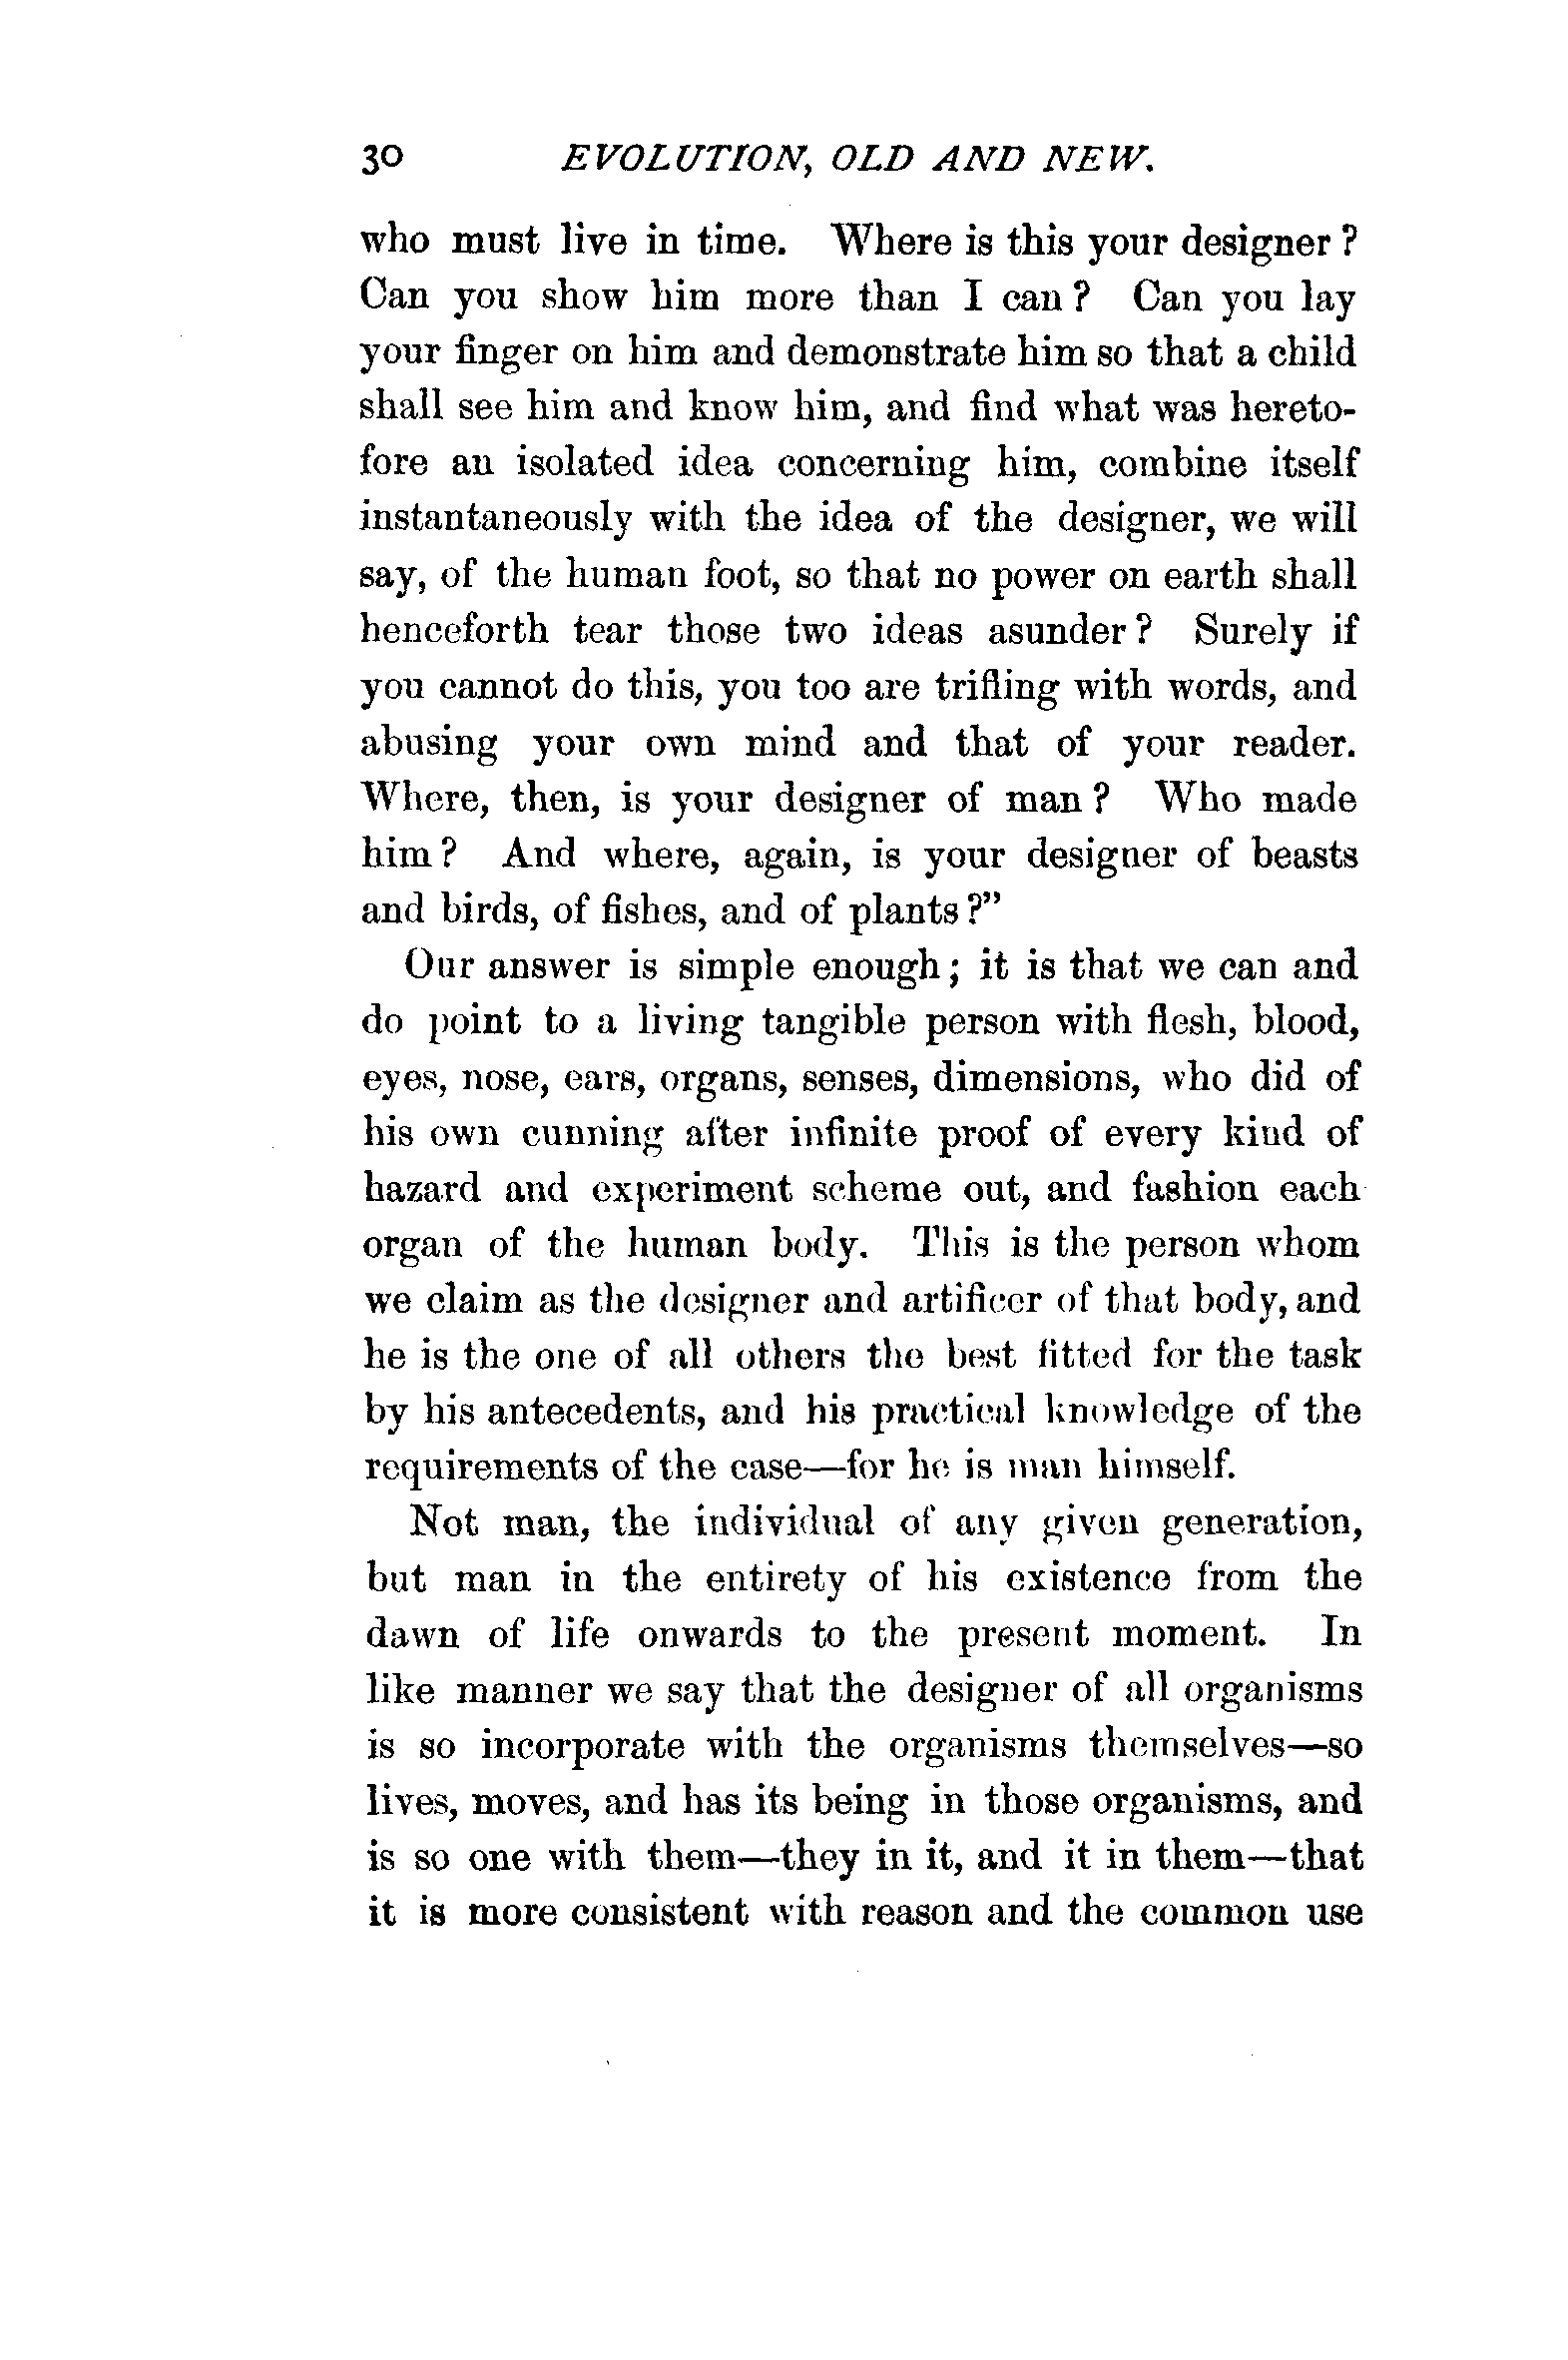 30 EVOLUTION, OLD AND NEW.
who must live in time. Where is this your designer?
Can you show him more than I can? Can you lay
your finger on him and demonstrate him so that a child
shall see him and know him, and find what was hereto-
fore an isolated idea concerning him, combine itself
instantaneously with the idea of the designer, we will
say, of the human foot, so that no power on earth shall
henceforth tear those two ideas asunder? Surely if
you cannot do this, you too are trifling with words, and
abusing your own mind and that of your reader.
Where, then, is your designer of man? Who made
him? And where, again, is your designer of beasts
and birds, of fishes, and of plants?"
Our answer is simple enough; it is that we can and
do point to a living tangible person with flesh, blood,
eyes, nose, ears, organs, senses, dimensions, who did of
his own cunning after infinite proof of every kind of
hazard and experiment scheme out, and fashion each
organ of the human body. This is the person whom
we claim as the designer and artificer of that body, and
he is the one of all others the best fitted for the task
by his antecedents, and his practical knowledge of the
requirements of the case—for he is man himself.
Not man, the individual of any given generation,
but man in the entirety of his existence from the
dawn of life onwards to the present moment. In
like manner we say that the designer of all organisms
is so incorporate with the organisms themselves—so
lives, moves, and has its being in those organisms, and
is so one with them—they in it, and it in them—that
it is more consistent with reason and the common use